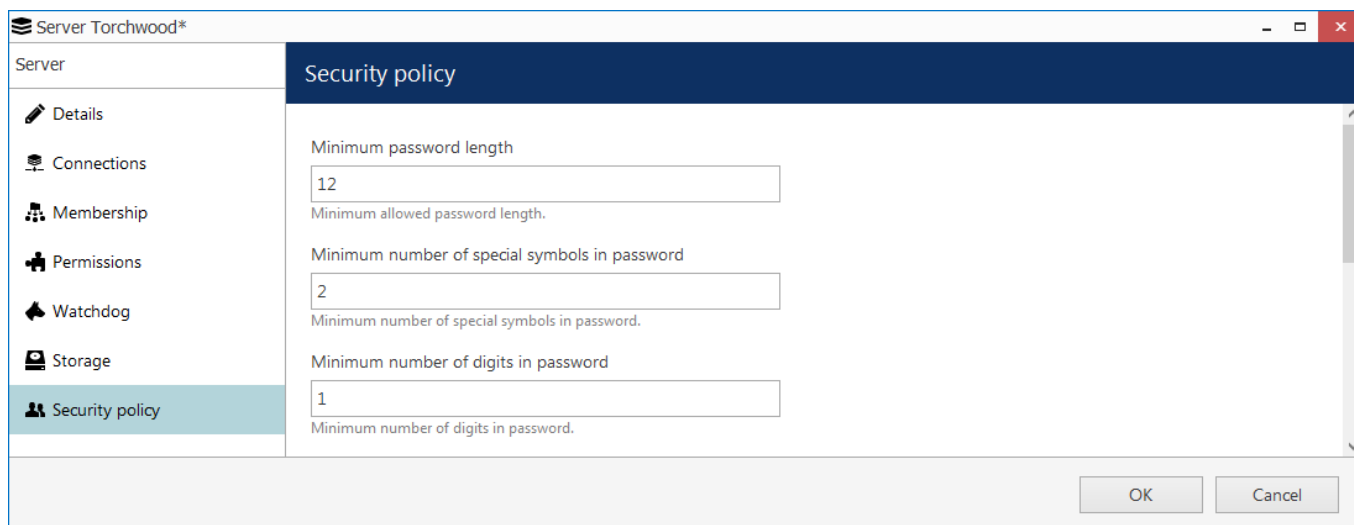 Server Torchwood*
Server
Details
Connections
Membership
Permissions
Watchdog
Storage
Security policy
Security policy
Minimum password length
12
Minimum allowed password length.
Minimum number of special symbols in password
2
Minimum number of special symbols in password.
Minimum number of digits in password
1
Minimum number of digits in password.
OK
Cancel